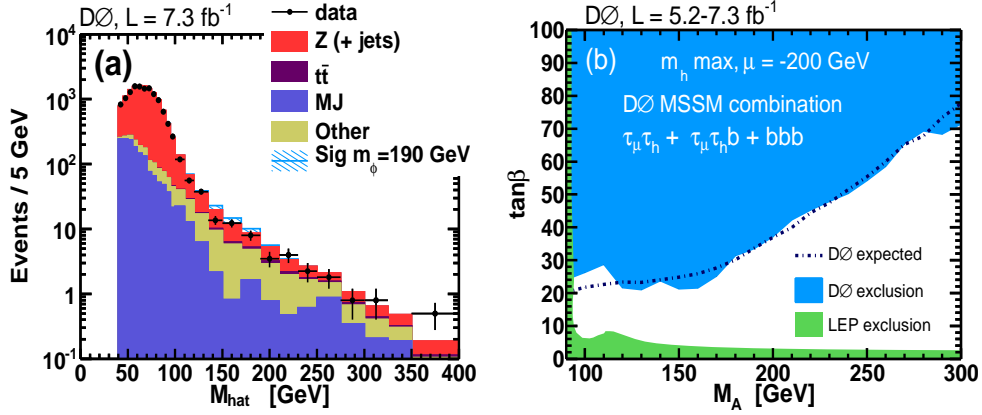 DØ, L = 7.3 fb⁻¹
Events / 5 GeV
10³
10²
10
1
10⁻¹
(a)
data
Z (+ jets)
tt̄
MJ
Other
Sig m_ϕ=190 GeV
0 50 100 150 200 250 300 350 400
M_hat [GeV]
DØ, L = 5.2-7.3 fb⁻¹
tanβ
100
90
80
70
60
50
40
30
20
10
0
(b)
m_h max, μ = -200 GeV
DØ MSSM combination
τ_μτ_h + τ_μτ_hb + bbb
DØ expected
DØ exclusion
LEP exclusion
100 150 200 250 300
M_A [GeV]